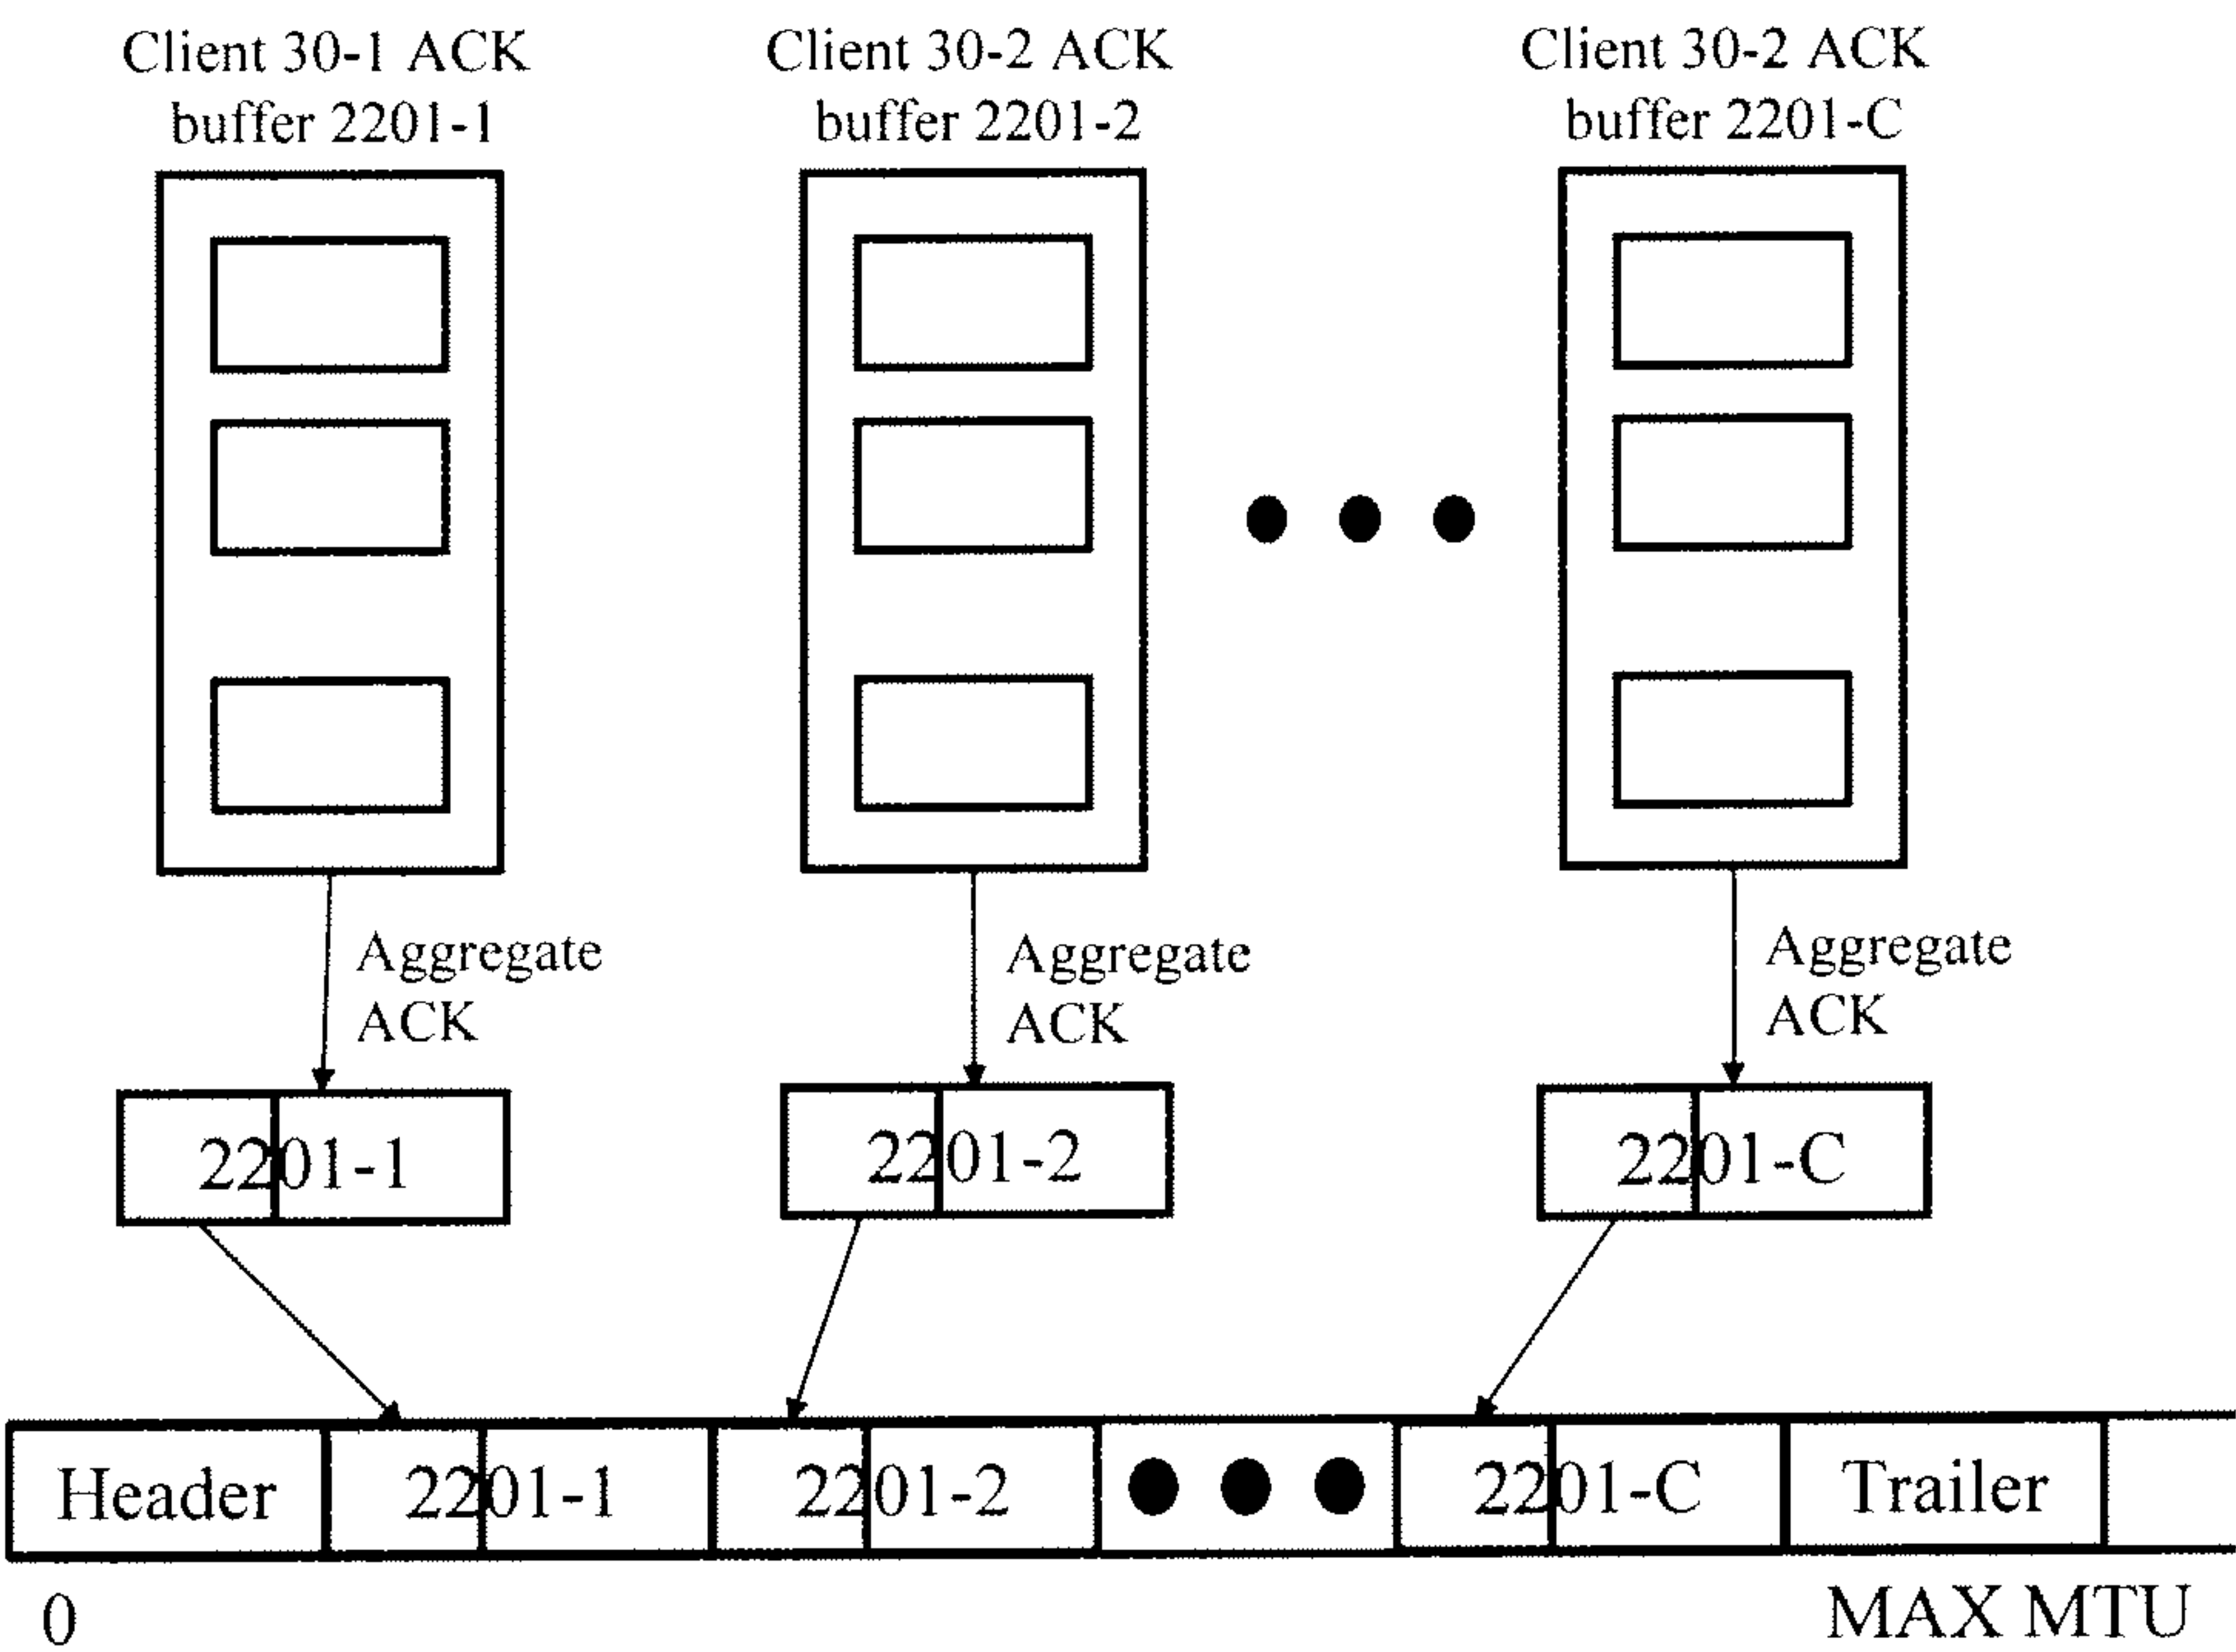 Client 30-1 ACK
buffer 2201-1
Client 30-2 ACK
buffer 2201-2
Client 30-2 ACK
buffer 2201-C
Aggregate
ACK
Aggregate
ACK
Aggregate
ACK
2201-1
2201-2
2201-C
Header
2201-1
2201-2
2201-C
Trailer
0
MAX MTU